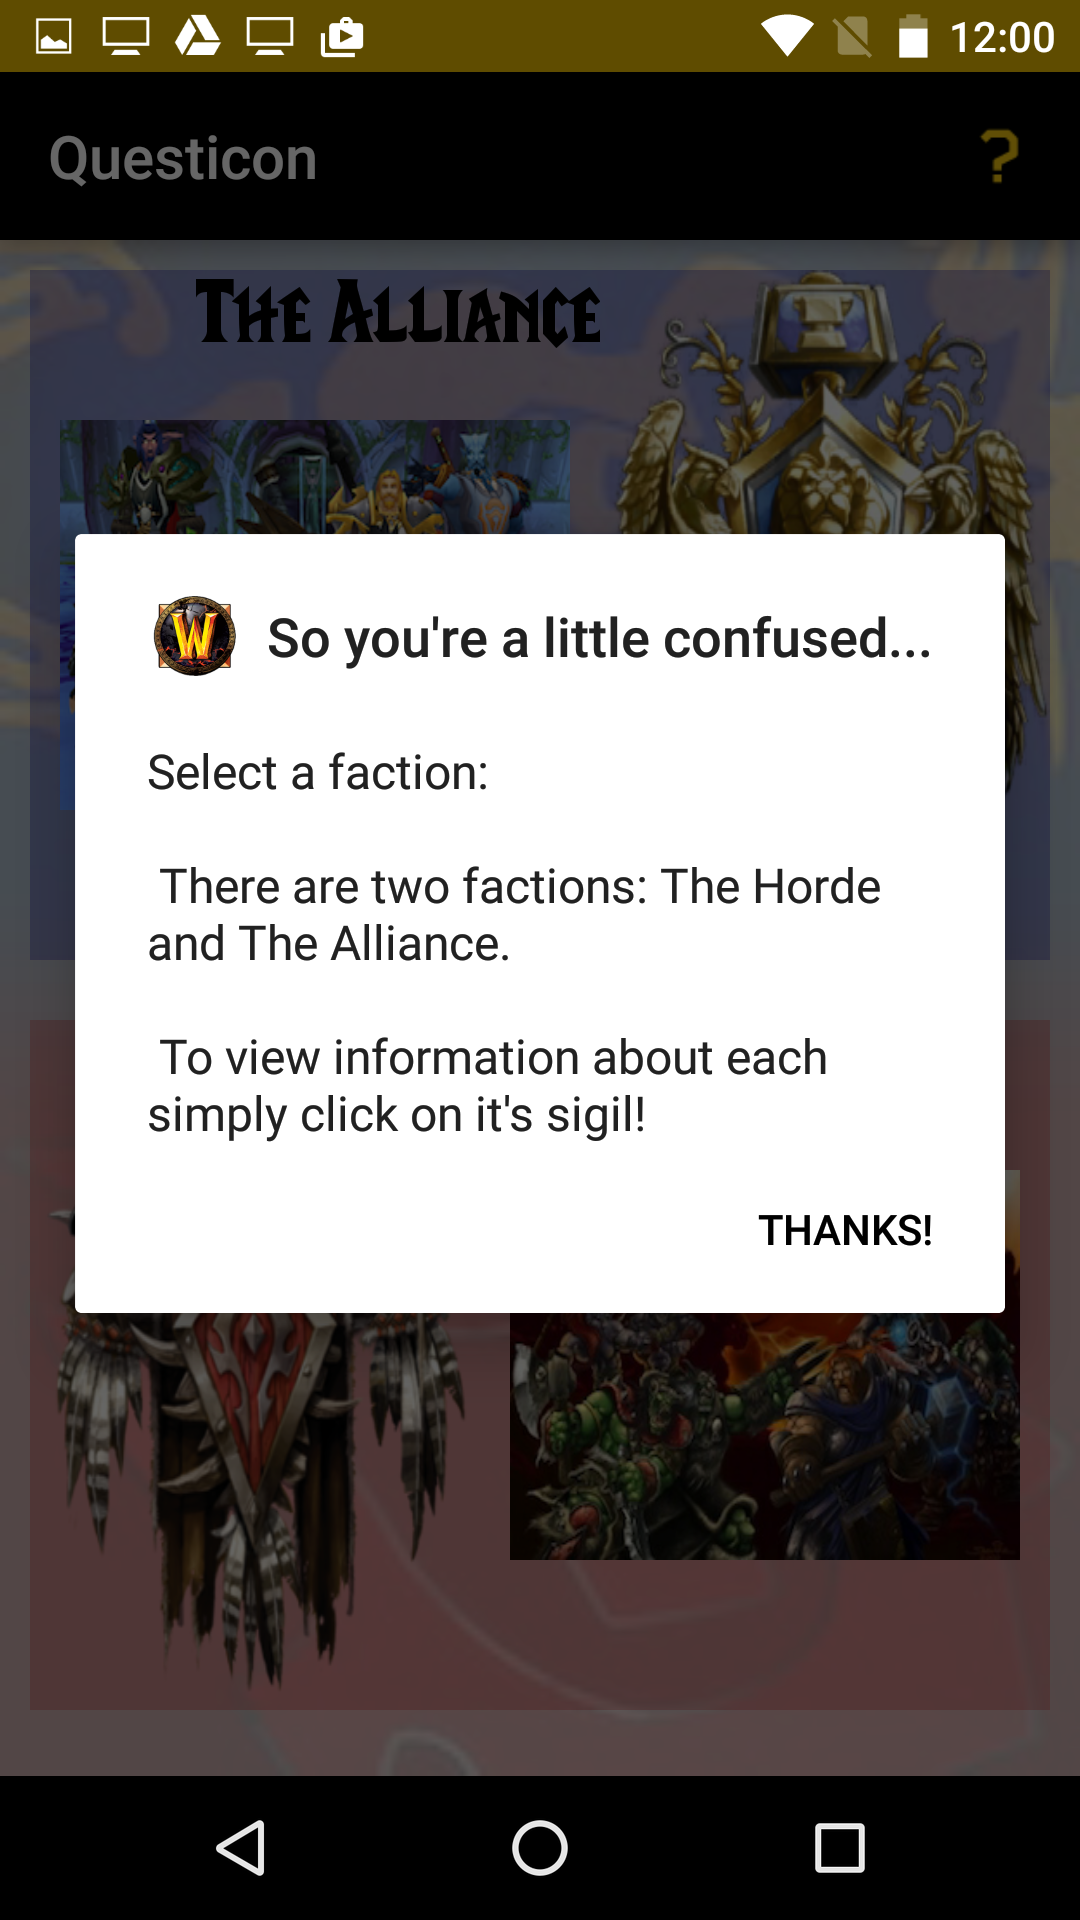 12:00
Questicon
?
The Alliance
W
So you're a little confused...
Select a faction:
There are two factions: The Horde
and The Alliance.
To view information about each
simply click on it's sigil!
THANKS!